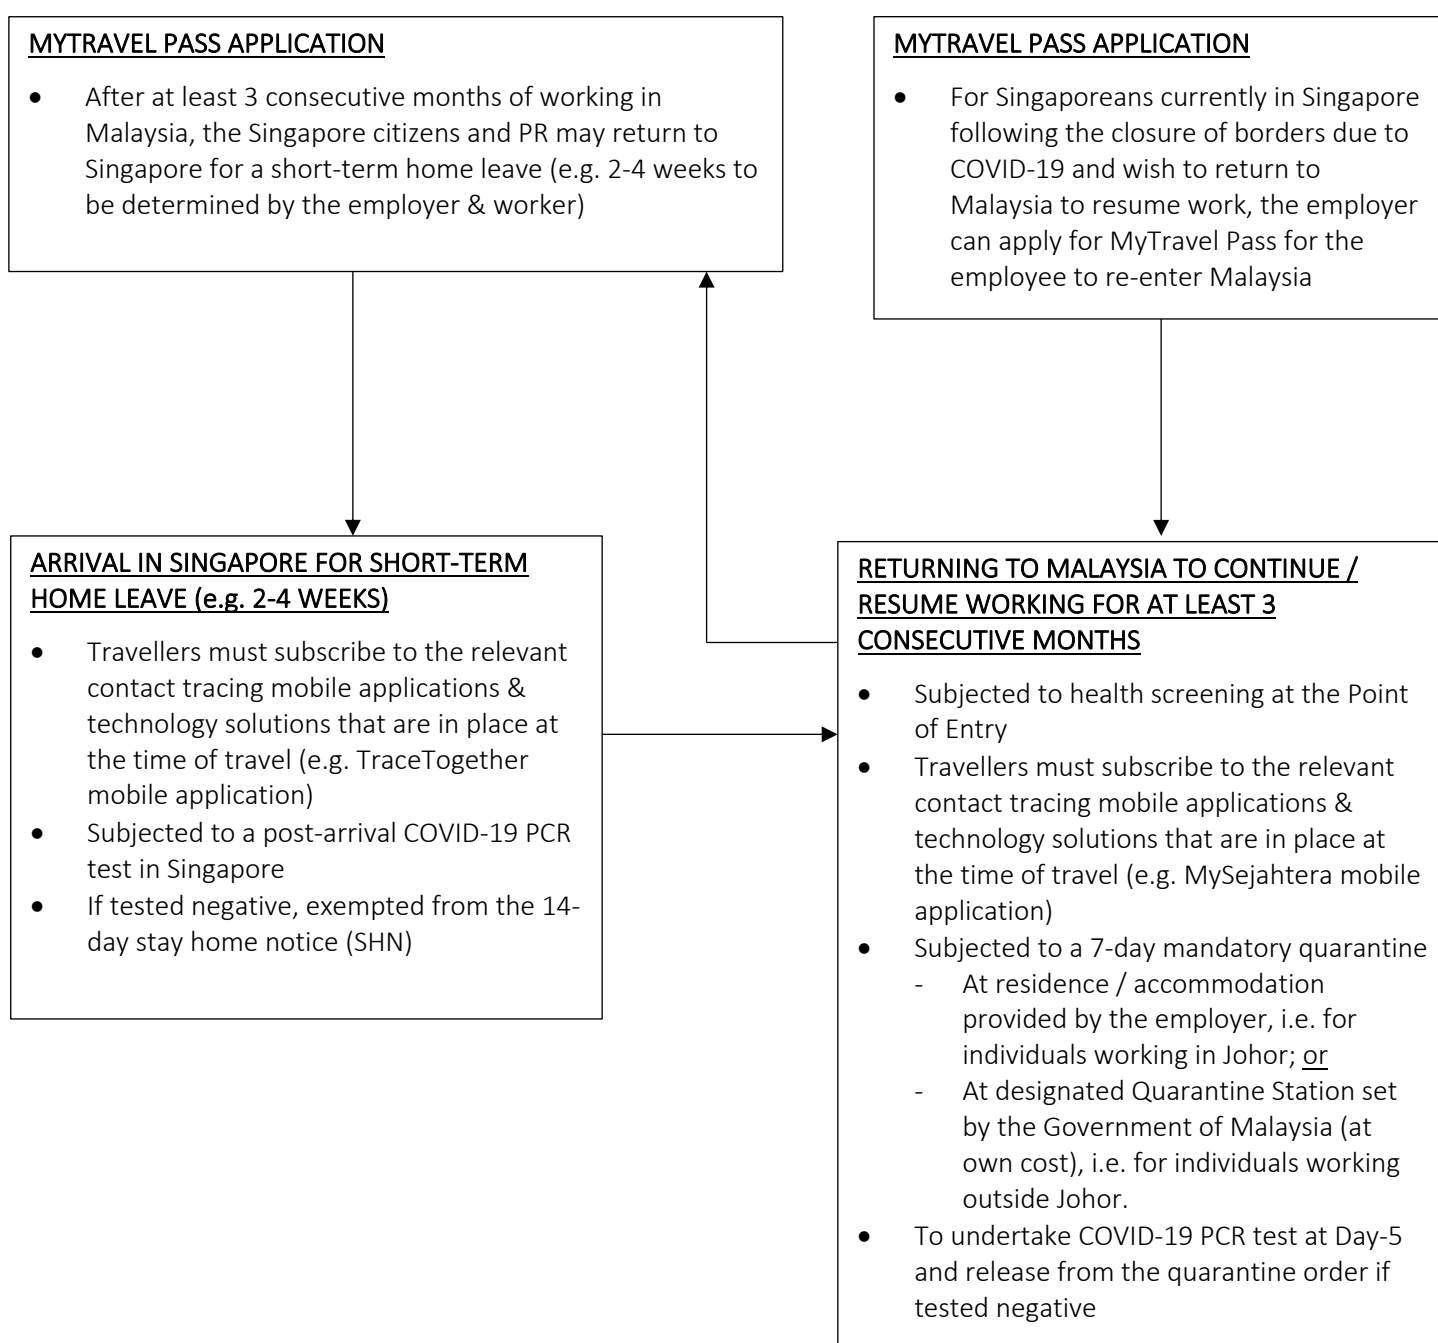 MYTRAVEL PASS APPLICATION
• After at least 3 consecutive months of working in
Malaysia, the Singapore citizens and PR may return to
Singapore for a short-term home leave (e.g. 2-4 weeks to
be determined by the employer & worker)
MYTRAVEL PASS APPLICATION
• For Singaporeans currently in Singapore
following the closure of borders due to
COVID-19 and wish to return to
Malaysia to resume work, the employer
can apply for MyTravel Pass for the
employee to re-enter Malaysia
ARRIVAL IN SINGAPORE FOR SHORT-TERM
HOME LEAVE (e.g. 2-4 WEEKS)
• Travellers must subscribe to the relevant
contact tracing mobile applications &
technology solutions that are in place at
the time of travel (e.g. TraceTogether
mobile application)
• Subjected to a post-arrival COVID-19 PCR
test in Singapore
• If tested negative, exempted from the 14-
day stay home notice (SHN)
RETURNING TO MALAYSIA TO CONTINUE /
RESUME WORKING FOR AT LEAST 3
CONSECUTIVE MONTHS
• Subjected to health screening at the Point
of Entry
• Travellers must subscribe to the relevant
contact tracing mobile applications &
technology solutions that are in place at
the time of travel (e.g. MySejahtera mobile
application)
• Subjected to a 7-day mandatory quarantine
- At residence / accommodation
provided by the employer, i.e. for
individuals working in Johor; or
- At designated Quarantine Station set
by the Government of Malaysia (at
own cost), i.e. for individuals working
outside Johor.
• To undertake COVID-19 PCR test at Day-5
and release from the quarantine order if
tested negative